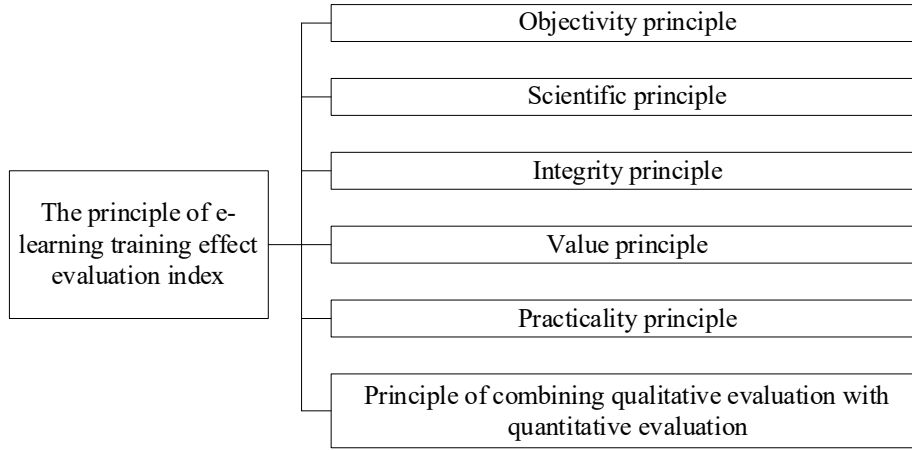 The principle of e-
learning training effect
evaluation index
Objectivity principle
Scientific principle
Integrity principle
Value principle
Practicality principle
Principle of combining qualitative evaluation with
quantitative evaluation